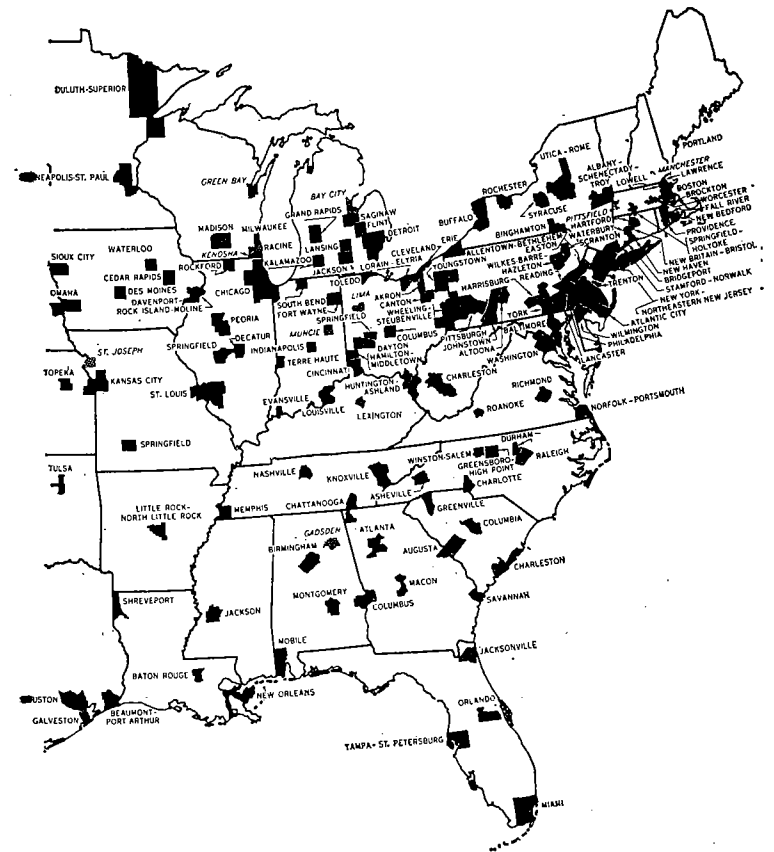 DULUTH-SUPERIOR
PORTLAND
UTICA-ROME
ALBANY-
SCHENECTADY-
TROY
LOWELL
MANCHESTER
LAWRENCE
NEAPOLIS-ST. PAUL
GREEN BAY
BAY CITY
ROCHESTER
BOSTON
BROCKTON
WORCESTER
FALL RIVER
NEW BEDFORD
GRAND RAPIDS
SAGINAW
FLINT
BUFFALO
SYRACUSE
PITTSFIELD
HARTFORD
PROVIDENCE
MADISON
MILWAUKEE
DETROIT
ERIE
BINGHAMTON
WATERBURY
SPRINGFIELD-
HOLYOKE
KENOSHA
RACINE
LANSING
CLEVELAND
ALLENTOWN-BETHLEHEM
EASTON
SCRANTON
WATERLOO
SIOUX CITY
ROCKFORD
KALAMAZOO
JACKSON
LORAIN-ELYRIA
YOUNGSTOWN
WILKES-BARRE-
HAZLETON
NEW BRITAIN-BRISTOL
NEW HAVEN
BRIDGEPORT
CEDAR RAPIDS
CHICAGO
TOLEDO
HARRISBURG
READING
TRENTON
STAMFORD-NORWALK
OMAHA
DES MOINES
DAVENPORT-
ROCK ISLAND-MOLINE
SOUTH BEND
FORT WAYNE
LIMA
AKRON
CANTON
NEW YORK-
NORTHEASTERN NEW JERSEY
SPRINGFIELD
WHEELING-
STEUBENVILLE
YORK
ATLANTIC CITY
PEORIA
DECATUR
MUNCIE
COLUMBUS
PITTSBURGH
JOHNSTOWN
ALTOONA
BALTIMORE
WILMINGTON
PHILADELPHIA
LANCASTER
SPRINGFIELD
INDIANAPOLIS
DAYTON
HAMILTON-
MIDDLETOWN
WASHINGTON
ST. JOSEPH
TERRE HAUTE
CINCINNATI
TOPEKA
KANSAS CITY
ST. LOUIS
EVANSVILLE
LOUISVILLE
HUNTINGTON-
ASHLAND
CHARLESTON
RICHMOND
LEXINGTON
ROANOKE
NORFOLK-PORTSMOUTH
SPRINGFIELD
DURHAM
WINSTON-SALEM
GREENSBORO-
HIGH POINT
RALEIGH
TULSA
NASHVILLE
KNOXVILLE
CHARLOTTE
ASHEVILLE
LITTLE ROCK-
NORTH LITTLE ROCK
MEMPHIS
CHATTANOOGA
GREENVILLE
GADSDEN
BIRMINGHAM
ATLANTA
COLUMBIA
AUGUSTA
CHARLESTON
MACON
SHREVEPORT
JACKSON
MONTGOMERY
COLUMBUS
SAVANNAH
MOBILE
JACKSONVILLE
BATON ROUGE
NEW ORLEANS
USTON
GALVESTON
BEAUMONT-
PORT ARTHUR
ORLANDO
TAMPA-ST. PETERSBURG
MIAMI